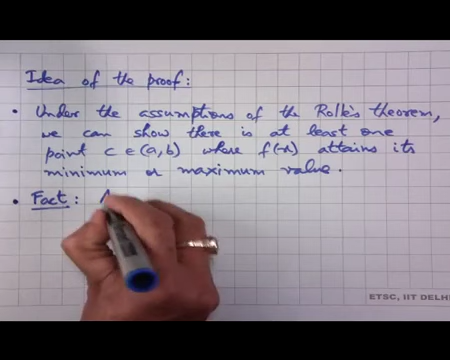 Idea of the proof:
• Under the assumptions of the Rolle's theorem,
we can show there is at least one
point c ∈ (a,b) where f(x) attains its
minimum or maximum value.
• Fact:
ETSC, IIT DELHI